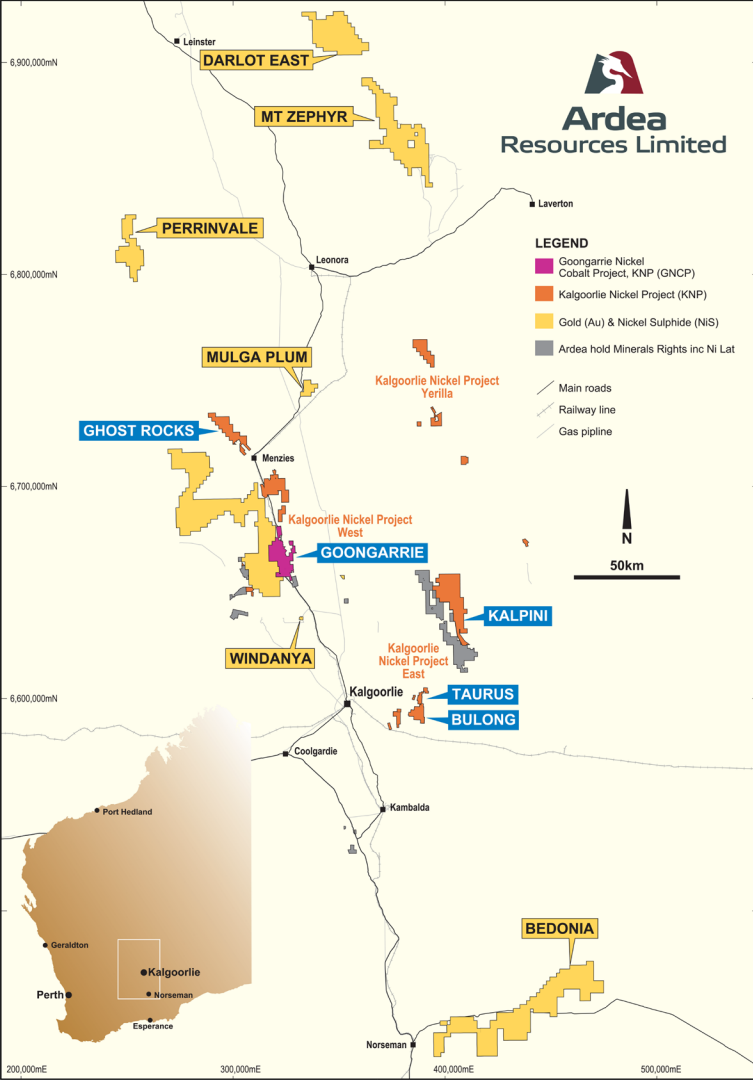 Leinster
6,900,000mN
DARLOT EAST
MT ZEPHYR
Ardea
Resources Limited
Laverton
PERRINVALE
LEGEND
Goongarrie Nickel
Cobalt Project, KNP (GNCP)
Kalgoorlie Nickel Project (KNP)
Gold (Au) & Nickel Sulphide (NiS)
Ardea hold Minerals Rights inc Ni Lat
Main roads
Railway line
Gas pipline
Leonora
6,800,000mN
MULGA PLUM
Kalgoorlie Nickel Project
Yerilla
GHOST ROCKS
Menzies
6,700,000mN
Kalgoorlie Nickel Project
West
GOONGARRIE
N
50km
KALPINI
WINDANYA
Kalgoorlie
Nickel Project
East
TAURUS
BULONG
Kalgoorlie
6,600,000mN
Coolgardie
Kambalda
Port Hedland
Geraldton
Kalgoorlie
Perth
Norseman
Esperance
BEDONIA
Norseman
200,000mE
300,000mE
400,000mE
500,000mE